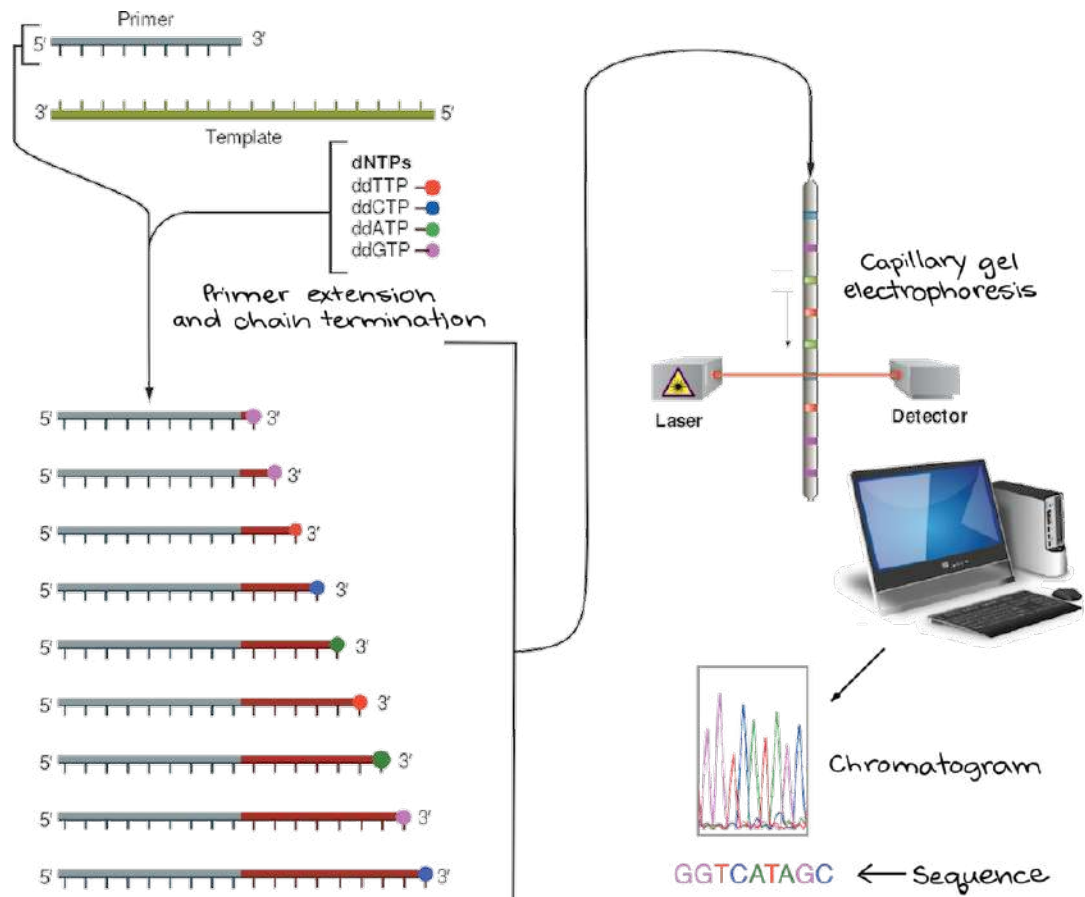 Primer
5' 3'
3' 5'
Template
dNTPs
ddTTP
ddCTP
ddATP
ddGTP
Primer extension
and chain termination
5' 3'
5' 3'
5' 3'
5' 3'
5' 3'
5' 3'
5' 3'
5' 3'
5' 3'
Capillary gel
electrophoresis
Laser
Detector
Chromatogram
GGTCATAGC
Sequence